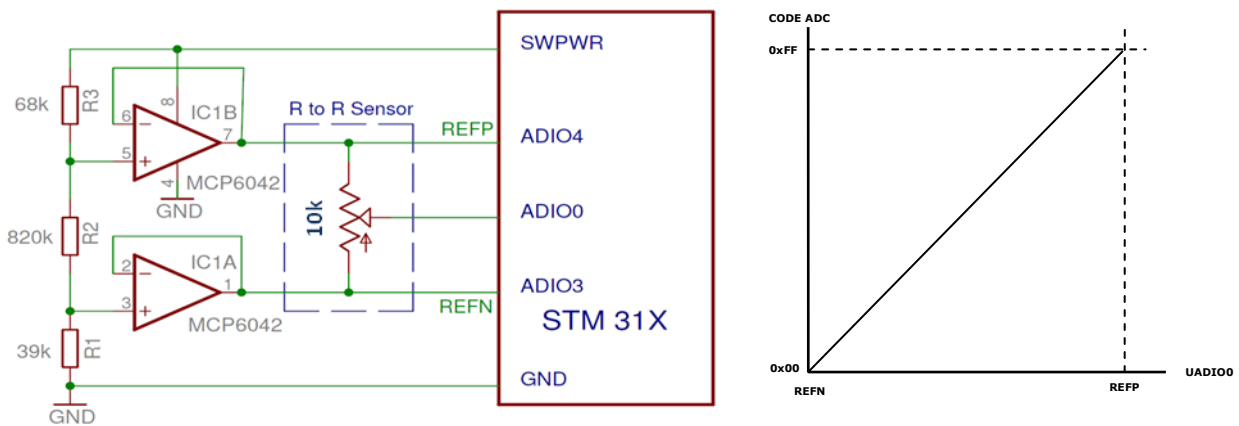 SWPWR
68k
R3
8
IC1B
6
7
5
4
MCP6042
GND
R to R Sensor
REFP
ADIO4
10k
ADIO0
820k
R2
IC1A
2
1
3
MCP6042
REFN
ADIO3
STM 31X
39k
R1
GND
GND
CODE ADC
0xFF
0x00
REFN
REFP
UADIO0